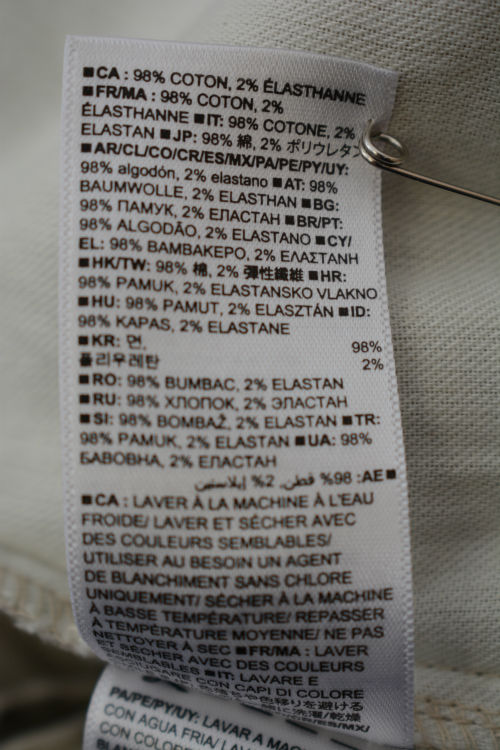 ■CA : 98% COTON, 2% ÉLASTHANNE
■FR/MA : 98% COTON, 2%
ÉLASTHANNE ■IT: 98% COTONE, 2%
ELASTAN ■JP: 98% 綿, 2% ポリウレタン
■AR/CL/CO/CR/ES/MX/PA/PE/PY/UY:
98% algodón, 2% elastano ■AT: 98%
BAUMWOLLE, 2% ELASTHAN ■BG:
98% ПАМУК, 2% ЕЛАСТАН ■BR/PT:
98% ALGODÃO, 2% ELASTANO ■CY/
EL: 98% ΒΑΜΒΑΚΕΡΟ, 2% ΕΛΑΣΤΑΝΗ
■HK/TW: 98% 棉, 2% 彈性纖維 ■HR:
98% PAMUK, 2% ELASTANSKO VLAKNO
■HU: 98% PAMUT, 2% ELASZTÁN ■ID:
98% KAPAS, 2% ELASTANE
■KR: 면, 98%
폴리우레탄 2%
■RO: 98% BUMBAC, 2% ELASTAN
■RU: 98% ХЛОПОК, 2% ЭЛАСТАН
■SI: 98% BOMBAŽ, 2% ELASTAN ■TR:
98% PAMUK, 2% ELASTAN ■UA: 98%
БАВОВНА, 2% ЕЛАСТАН
■AE: 98% قطن, 2% إيلاستين
■CA : LAVER À LA MACHINE À L'EAU
FROIDE/ LAVER ET SÉCHER AVEC
DES COULEURS SEMBLABLES/
UTILISER AU BESOIN UN AGENT
DE BLANCHIMENT SANS CHLORE
UNIQUEMENT/ SÉCHER À LA MACHINE
À BASSE TEMPÉRATURE/ REPASSER
À TEMPÉRATURE MOYENNE/ NE PAS
NETTOYER À SEC ■FR/MA : LAVER
ET SÉCHER AVEC DES COULEURS
SEMBLABLES ■IT: LAVARE E
ASCIUGARE CON CAPI DI COLORE
PA/PE/PY/UY: LAVAR A
CON AGUA FRÍA/
CON